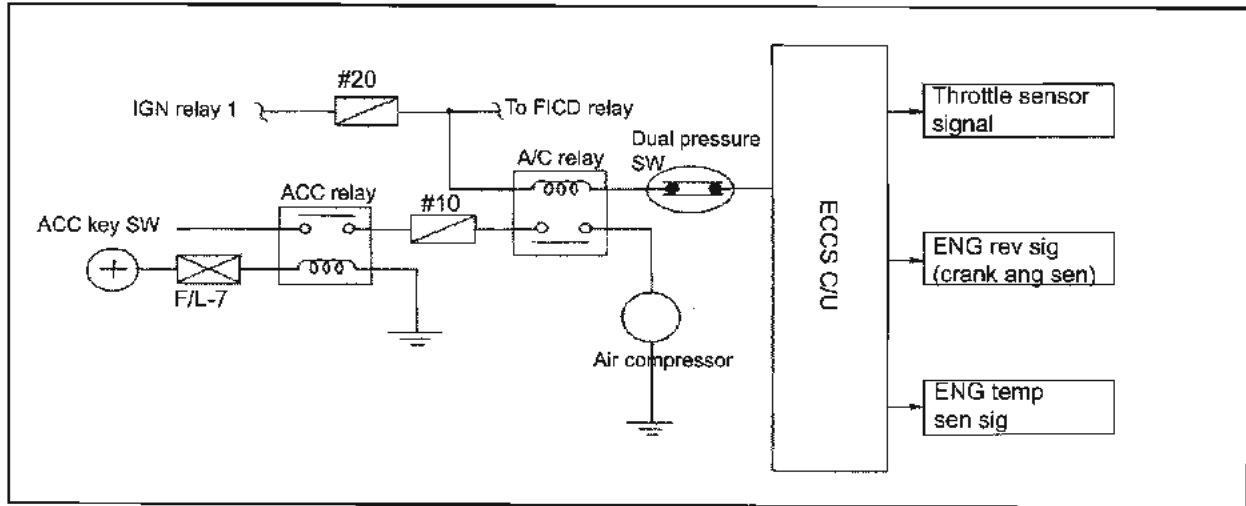 #20
IGN relay 1
To FICD relay
Dual pressure
SW
A/C relay
ACC relay
#10
ACC key SW
F/L-7
Air compressor
ECCS C/U
Throttle sensor
signal
ENG rev sig
(crank ang sen)
ENG temp
sen sig